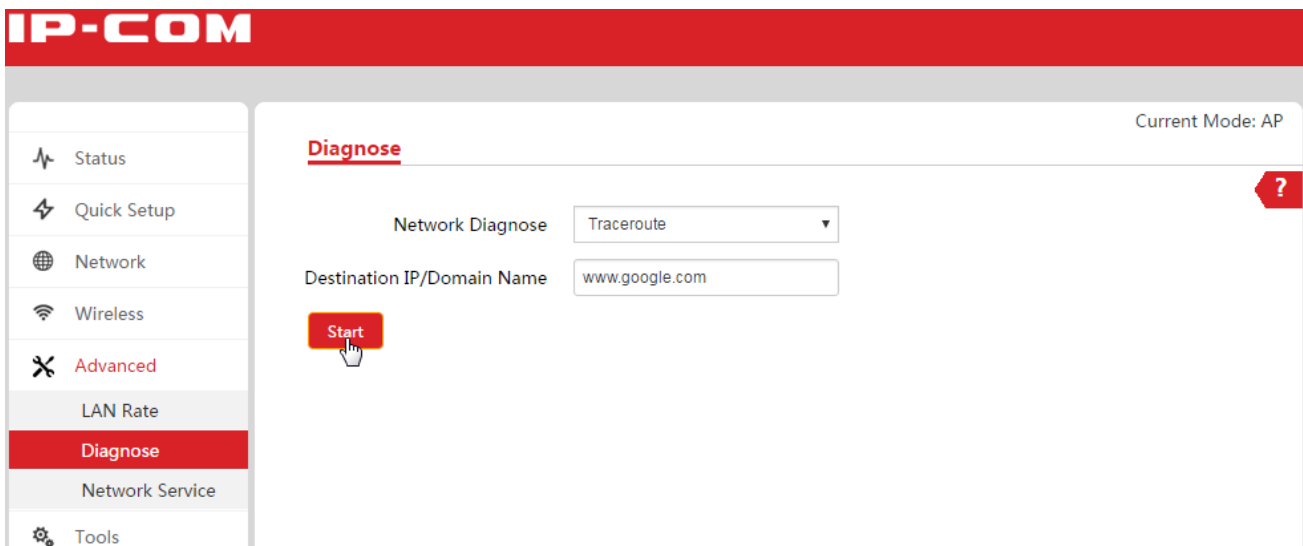 IP-COM
Current Mode: AP
Status
Quick Setup
Network
Wireless
Advanced
LAN Rate
Diagnose
Network Service
Tools
Diagnose
?
Network Diagnose Traceroute
Destination IP/Domain Name www.google.com
Start